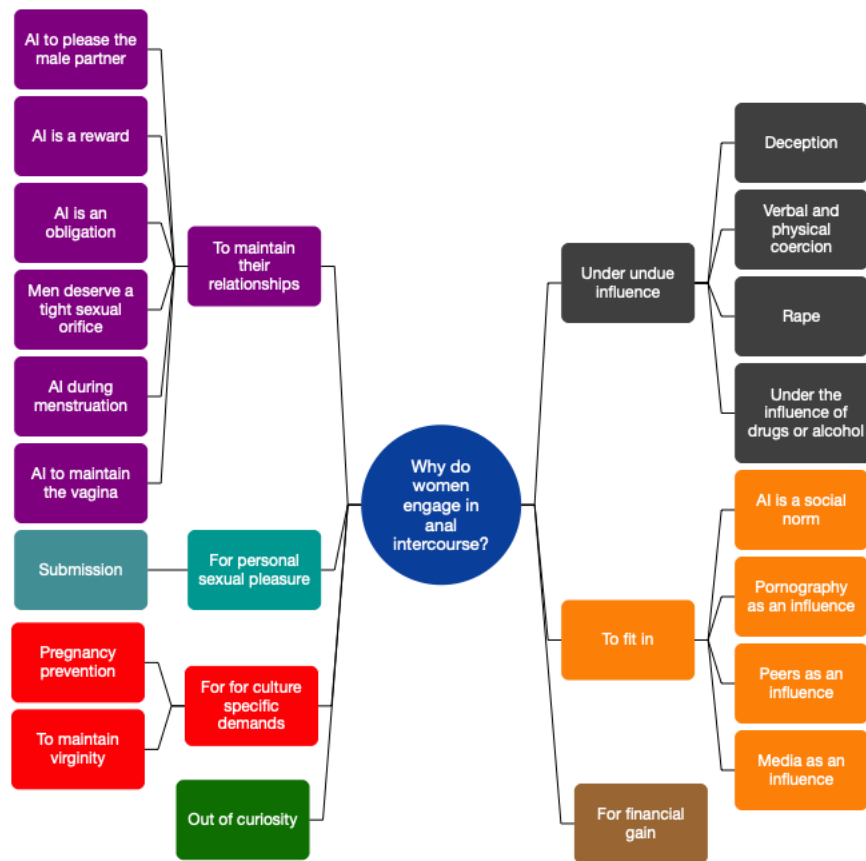 AI to please the
male partner
AI is a reward
AI is an
obligation
Men deserve a
tight sexual
orifice
AI during
menstruation
AI to maintain
the vagina
To maintain
their
relationships
Submission
For personal
sexual pleasure
Pregnancy
prevention
To maintain
virginity
For for culture
specific
demands
Out of curiosity
Why do
women
engage in
anal
intercourse?
Under undue
influence
Deception
Verbal and
physical
coercion
Rape
Under the
influence of
drugs or alcohol
To fit in
AI is a social
norm
Pornography
as an influence
Peers as an
influence
Media as an
influence
For financial
gain